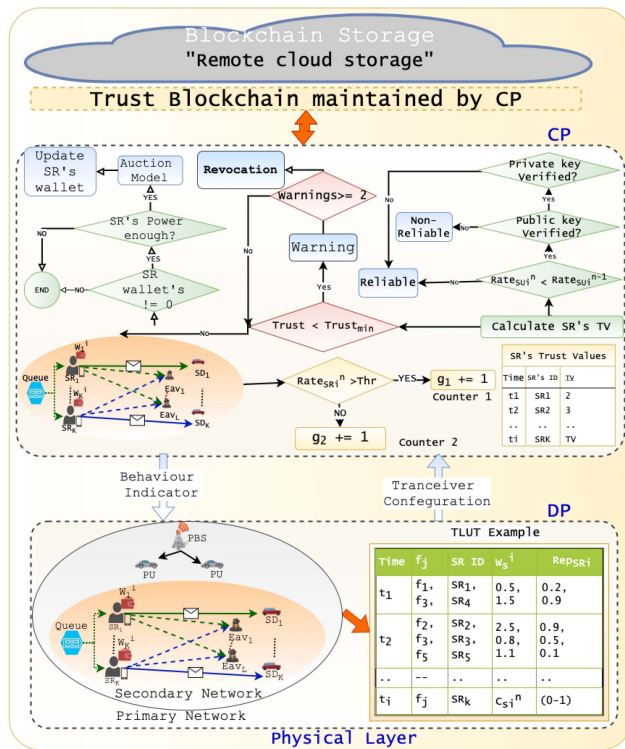 Blockchain Storage
"Remote cloud storage"
Trust Blockchain maintained by CP
CP
Update
SR's
wallet
Auction
Model
Revocation
Private key
Verified?
YES
Warnings>= 2
Yes
NO
SR's Power
enough?
No
Non-
Reliable
No
Public key
Verified?
No
YES
Warning
Yes
END
NO
SR
wallet's
!= 0
Yes
Reliable
No
Rate_SUi^n < Rate_SUi^n-1
No
Trust < Trust_min
Calculate SR's TV
W_1^i
Queue
SR_1
SD_1
W_K^i
Eav_1
SR_K
Eav_L
SD_K
Rate_SRi^n >Thr
YES
g_1 += 1
Counter 1
NO
g_2 += 1
Counter 2
SR's Trust Values
Time SR's ID TV
t1 SR1 2
t2 SR2 3
.. .. ..
ti SRK TV
Behaviour
Indicator
Tranceiver
Confeguration
DP
PBS
PU
PU
W_1^i
Queue
SR_1
SD_1
W_K^i
Eav_1
SR_K
Eav_L
SD_K
Secondary Network
Primary Network
TLUT Example
Time f_j SR ID W_s^i Rep_SRi
t_1 f_1, SR_1, 0.5, 0.2,
f_3, SR_4 1.5 0.9
f_2, SR_2, 2.5, 0.9,
t_2 f_3, SR_3, 0.8, 0.5,
f_5 SR_5 1.1 0.1
.. -- .. .. ..
t_i f_j SR_k C_si^n (0-1)
Physical Layer